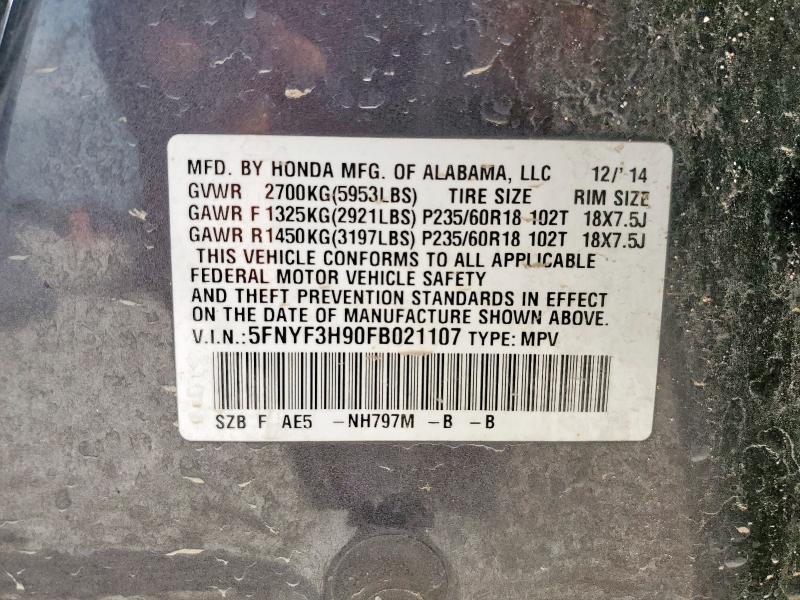 MFD. BY HONDA MFG. OF ALABAMA, LLC 12/'14
GVWR 2700KG(5953LBS) TIRE SIZE RIM SIZE
GAWR F 1325KG(2921LBS) P235/60R18 102T 18X7.5J
GAWR R1450KG(3197LBS) P235/60R18 102T 18X7.5J
THIS VEHICLE CONFORMS TO ALL APPLICABLE
FEDERAL MOTOR VEHICLE SAFETY
AND THEFT PREVENTION STANDARDS IN EFFECT
ON THE DATE OF MANUFACTURE SHOWN ABOVE.
V.I.N.:5FNYF3H90FB021107 TYPE: MPV
SZB F AE5 -NH797M -B -B